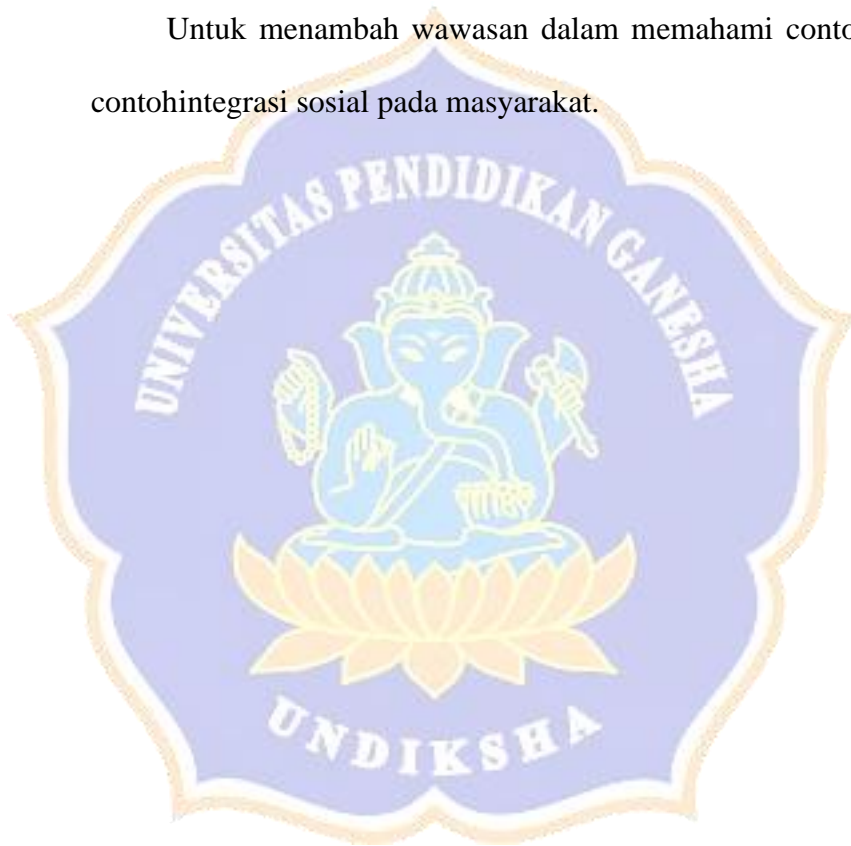 Untuk menambah wawasan dalam memahami conto
contohintegrasi sosial pada masyarakat.
UNIVERSITAS PENDIDIKAN GANESHA
UNDIKSHA